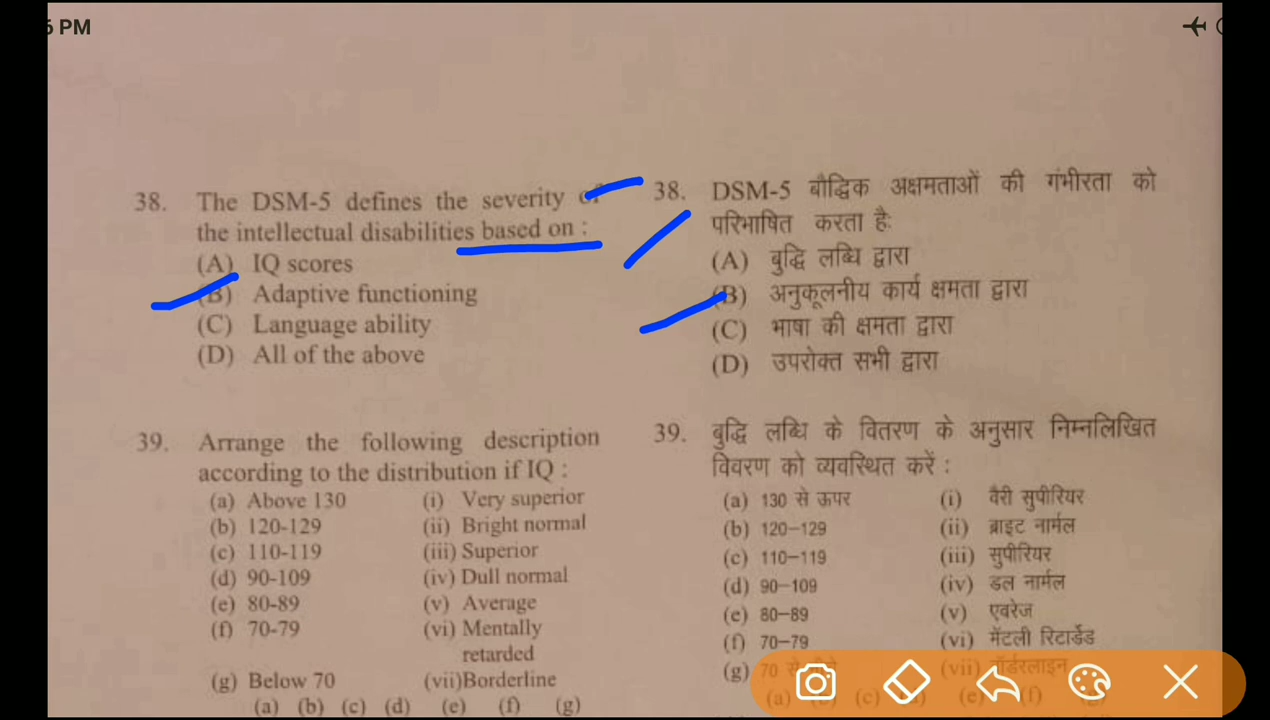 6 PM
38. The DSM-5 defines the severity of
the intellectual disabilities based on :
(A) IQ scores
(B) Adaptive functioning
(C) Language ability
(D) All of the above
39. Arrange the following description
according to the distribution if IQ :
(a) Above 130 (i) Very superior
(b) 120-129 (ii) Bright normal
(c) 110-119 (iii) Superior
(d) 90-109 (iv) Dull normal
(e) 80-89 (v) Average
(f) 70-79 (vi) Mentally
retarded
(g) Below 70 (vii)Borderline
(a) (b) (c) (d) (e) (f) (g)
38. DSM-5 बौद्धिक अक्षमताओं की गंभीरता को
परिभाषित करता है:
(A) बुद्धि लब्धि द्वारा
(B) अनुकूलनीय कार्य क्षमता द्वारा
(C) भाषा की क्षमता द्वारा
(D) उपरोक्त सभी द्वारा
39. बुद्धि लब्धि के वितरण के अनुसार निम्नलिखित
विवरण को व्यवस्थित करें :
(a) 130 से ऊपर (i) वैरी सुपीरियर
(b) 120–129 (ii) ब्राइट नार्मल
(c) 110–119 (iii) सुपीरियर
(d) 90–109 (iv) डल नार्मल
(e) 80–89 (v) एवरेज
(f) 70–79 (vi) मेंटली रिटार्डेड
(g) 70 से (vii)
(a) (c) (e) (f)